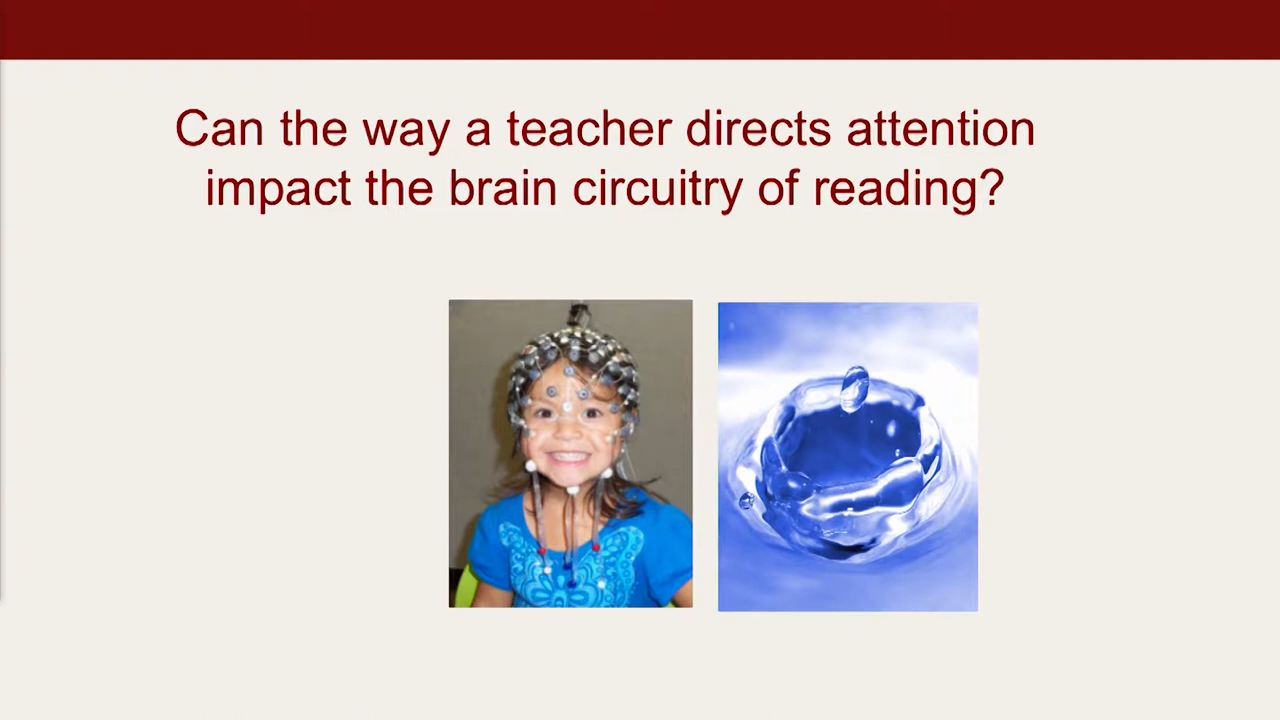 Can the way a teacher directs attention
impact the brain circuitry of reading?